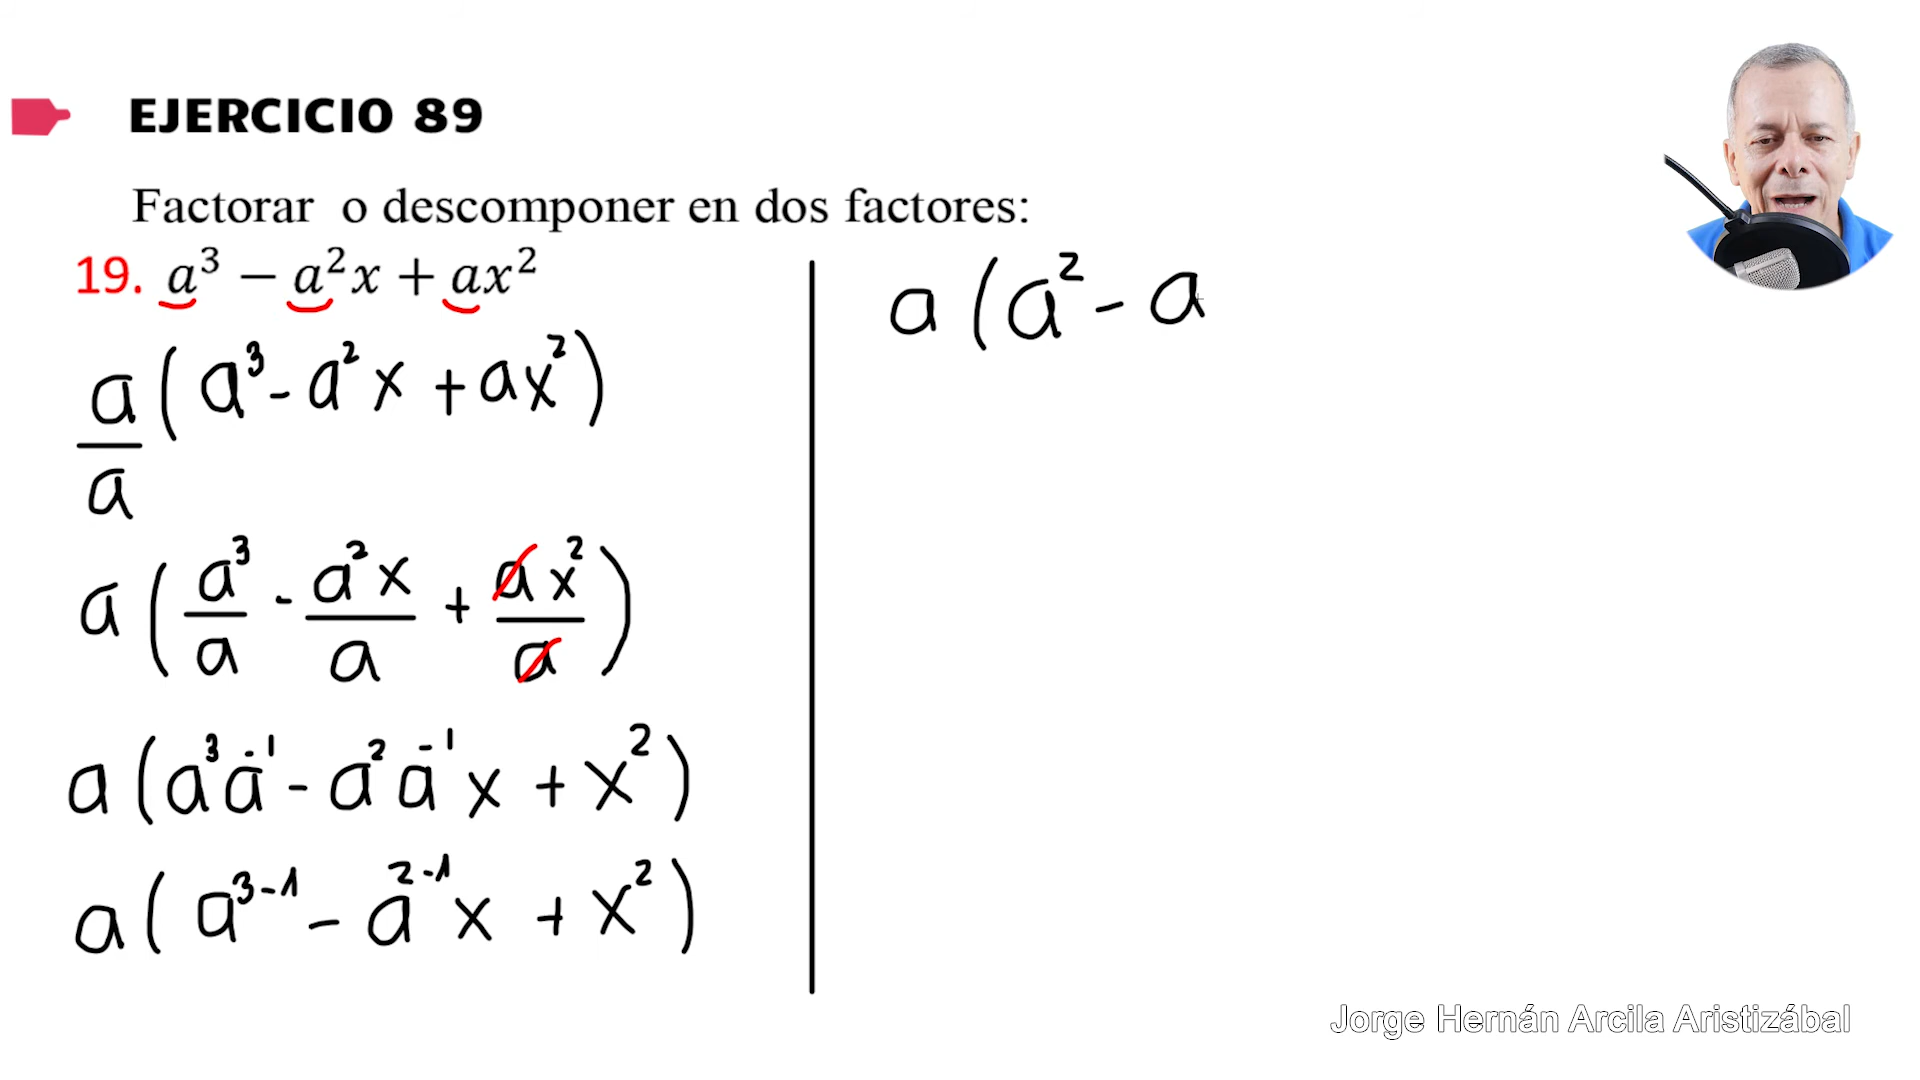 EJERCICIO 89
Factorar o descomponer en dos factores:
19. a³ − a²x + ax²
a/a (a³ - a²x + ax²)
a (a³/a - a²x/a + ax²/a)
a (a³a⁻¹ - a²a⁻¹x + x²)
a (a³⁻¹ - a²⁻¹x + x²)
a (a² - a
Jorge Hernán Arcila Aristizábal